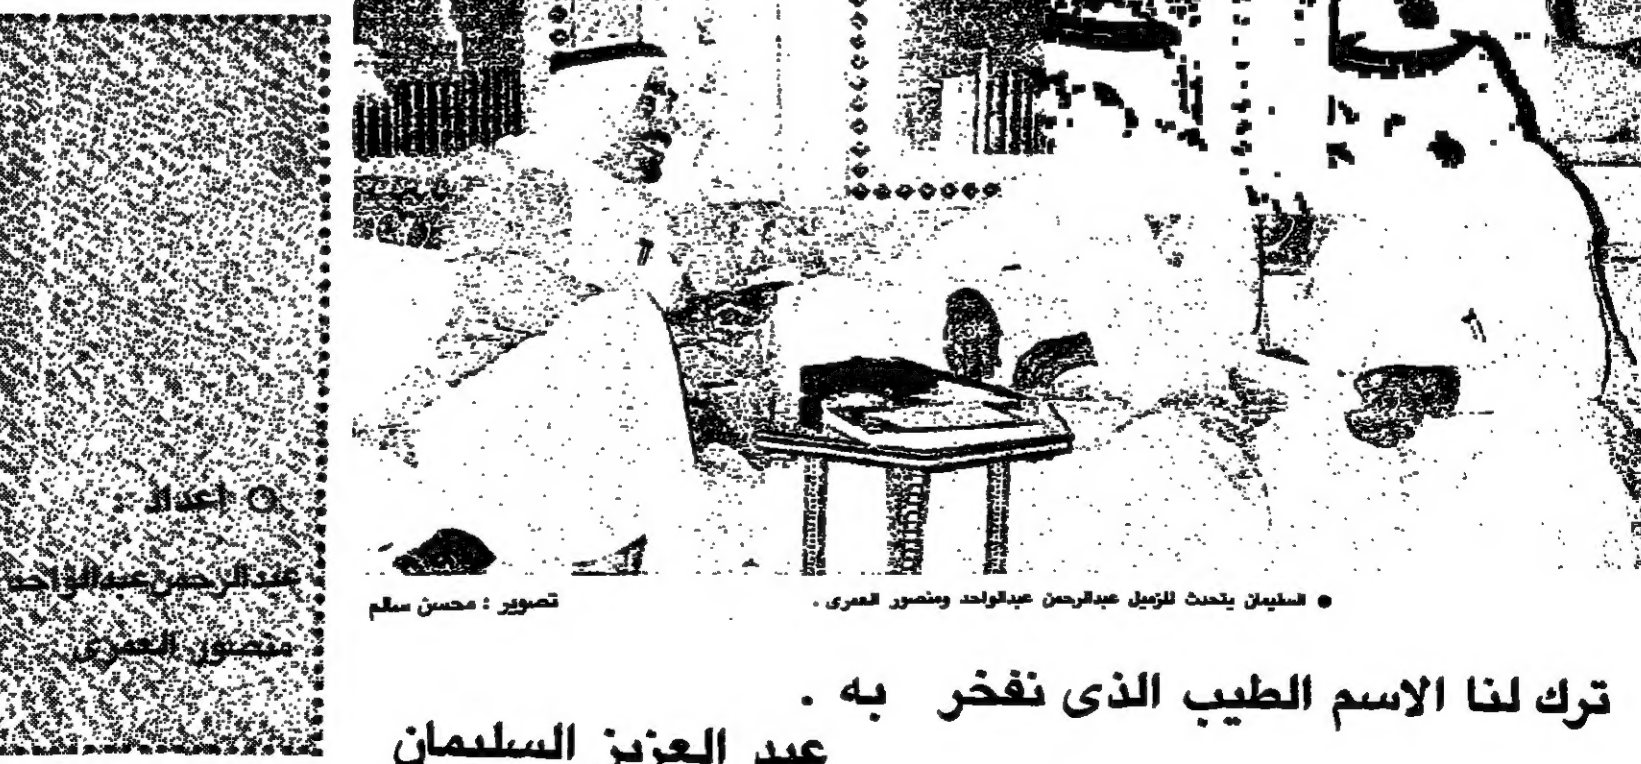 ● السليمان يتحدث للزميل عبدالرحمن عبدالواحد ومنصور العمرى .
تصوير : محسن سالم
ترك لنا الاسم الطيب الذى نفخر به .
عبد العزيز السليمان
○ اعداد :
عبدالرحمن عبدالواحد
منصور العمرى